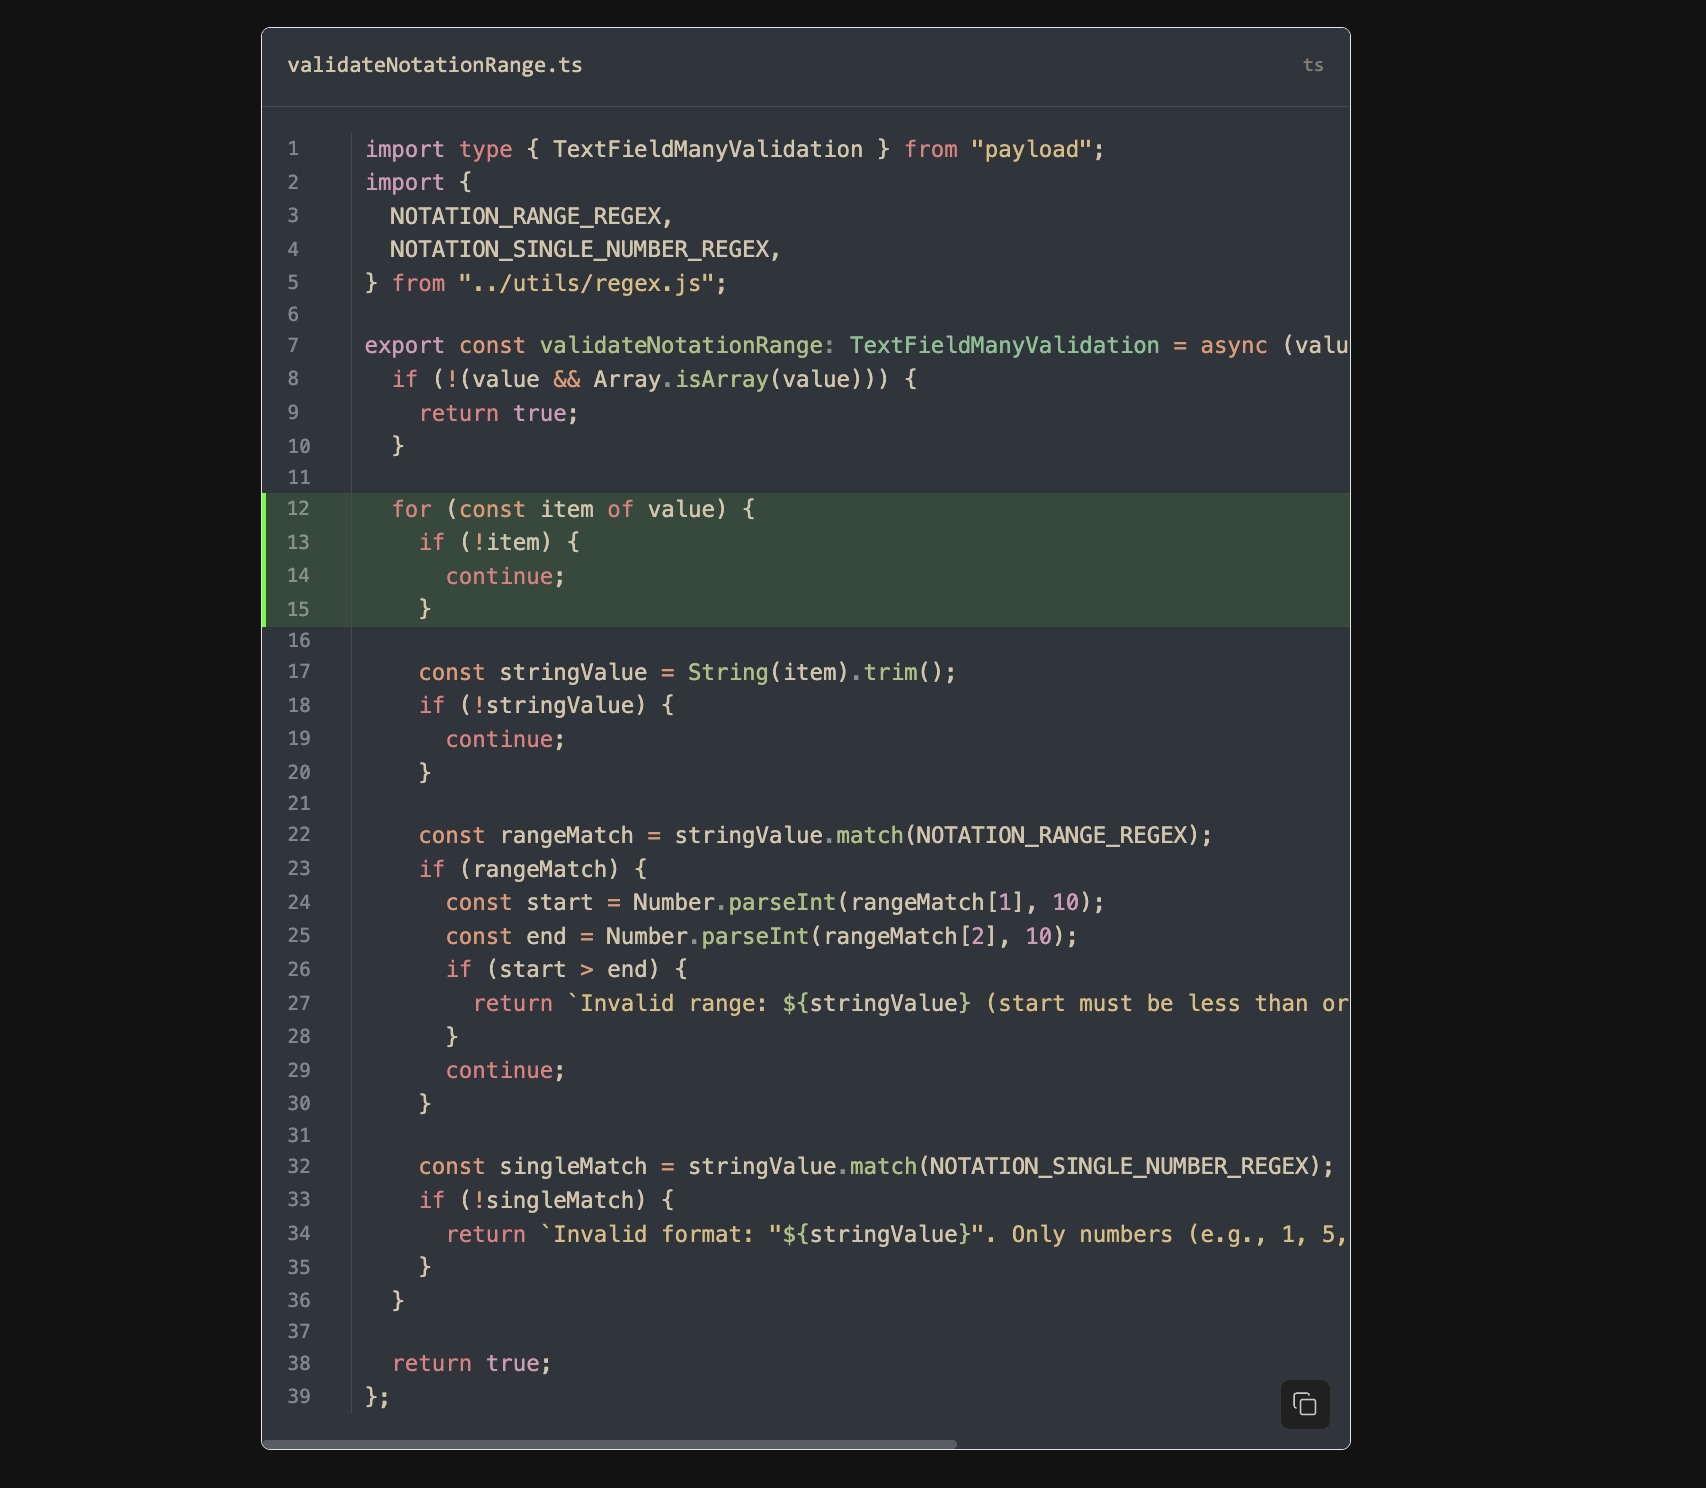 validateNotationRange.ts
ts
1 import type { TextFieldManyValidation } from "payload";
2 import {
3   NOTATION_RANGE_REGEX,
4   NOTATION_SINGLE_NUMBER_REGEX,
5 } from "../utils/regex.js";
6
7 export const validateNotationRange: TextFieldManyValidation = async (valu
8   if (!(value && Array.isArray(value))) {
9     return true;
10   }
11
12   for (const item of value) {
13     if (!item) {
14       continue;
15     }
16
17     const stringValue = String(item).trim();
18     if (!stringValue) {
19       continue;
20     }
21
22     const rangeMatch = stringValue.match(NOTATION_RANGE_REGEX);
23     if (rangeMatch) {
24       const start = Number.parseInt(rangeMatch[1], 10);
25       const end = Number.parseInt(rangeMatch[2], 10);
26       if (start > end) {
27         return `Invalid range: ${stringValue} (start must be less than or
28       }
29       continue;
30     }
31
32     const singleMatch = stringValue.match(NOTATION_SINGLE_NUMBER_REGEX);
33     if (!singleMatch) {
34       return `Invalid format: "${stringValue}". Only numbers (e.g., 1, 5,
35     }
36   }
37
38   return true;
39 };